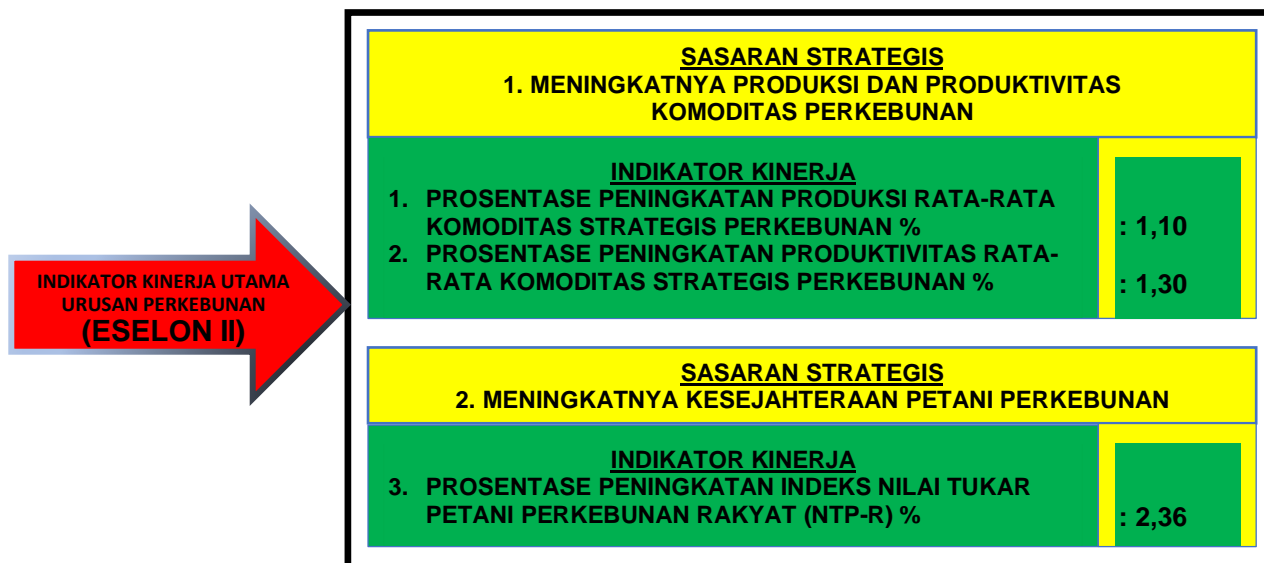 INDIKATOR KINERJA UTAMA
URUSAN PERKEBUNAN
(ESELON II)
SASARAN STRATEGIS
1. MENINGKATNYA PRODUKSI DAN PRODUKTIVITAS
KOMODITAS PERKEBUNAN
INDIKATOR KINERJA
1. PROSENTASE PENINGKATAN PRODUKSI RATA-RATA
KOMODITAS STRATEGIS PERKEBUNAN % : 1,10
2. PROSENTASE PENINGKATAN PRODUKTIVITAS RATA-
RATA KOMODITAS STRATEGIS PERKEBUNAN % : 1,30
SASARAN STRATEGIS
2. MENINGKATNYA KESEJAHTERAAN PETANI PERKEBUNAN
INDIKATOR KINERJA
3. PROSENTASE PENINGKATAN INDEKS NILAI TUKAR
PETANI PERKEBUNAN RAKYAT (NTP-R) % : 2,36